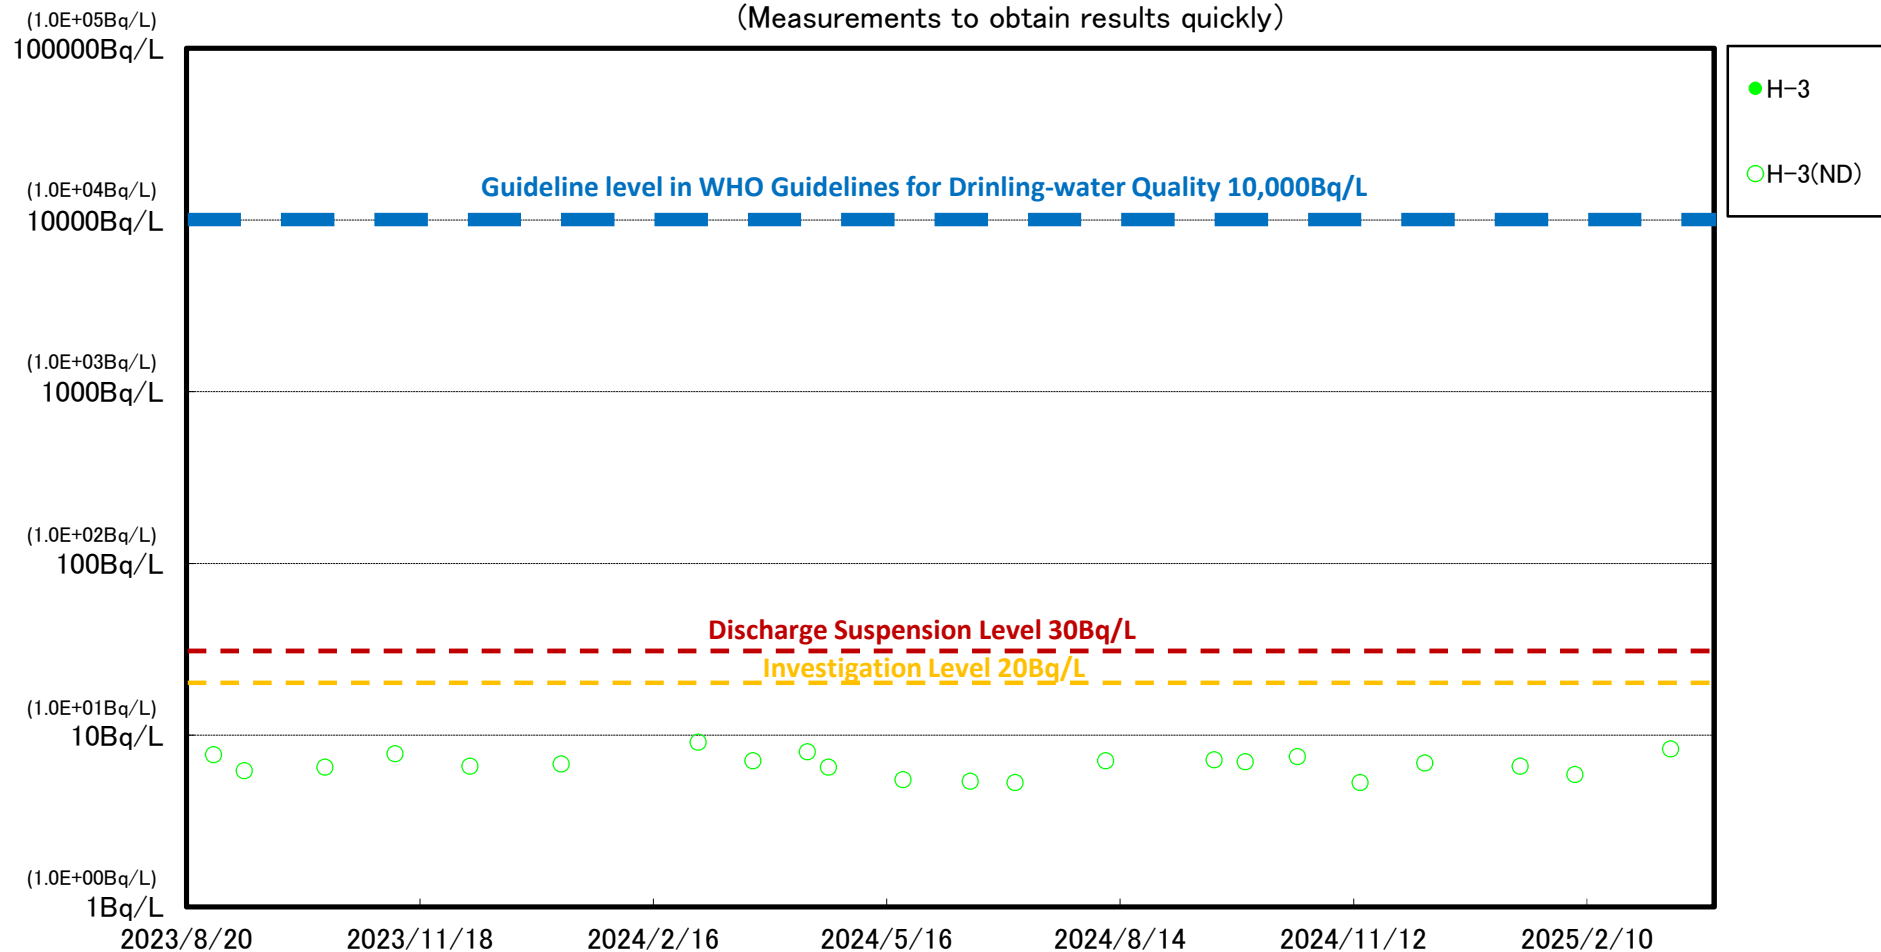 (Measurements to obtain results quickly)
(1.0E+05Bq/L)
100000Bq/L
H-3
H-3(ND)
(1.0E+04Bq/L)
10000Bq/L
Guideline level in WHO Guidelines for Drinling-water Quality 10,000Bq/L
(1.0E+03Bq/L)
1000Bq/L
(1.0E+02Bq/L)
100Bq/L
Discharge Suspension Level 30Bq/L
Investigation Level 20Bq/L
(1.0E+01Bq/L)
10Bq/L
(1.0E+00Bq/L)
1Bq/L
2023/8/20 2023/11/18 2024/2/16 2024/5/16 2024/8/14 2024/11/12 2025/2/10